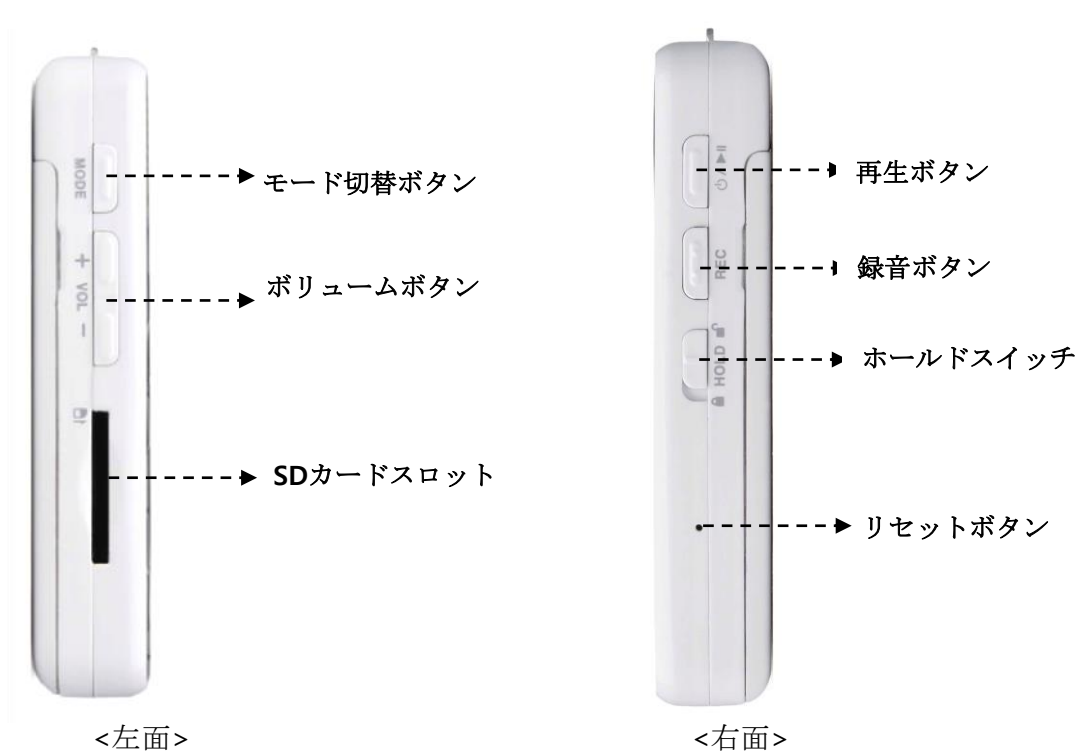 MODE
モード切替ボタン
+ VOL -
ボリュームボタン
SDカードスロット
<左面>
再生ボタン
REC
録音ボタン
HOLD
ホールドスイッチ
リセットボタン
<右面>